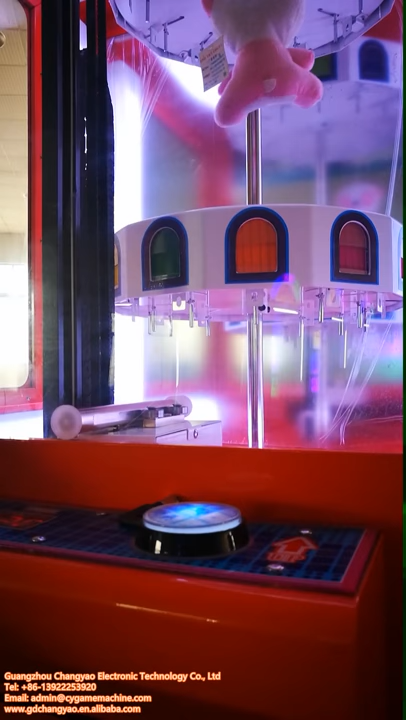 Guangzhou Changyao Electronic Technology Co., Ltd
Tel: +86-13922253920
Email: admin@cygamemachine.com
www.gdchangyao.en.alibaba.com